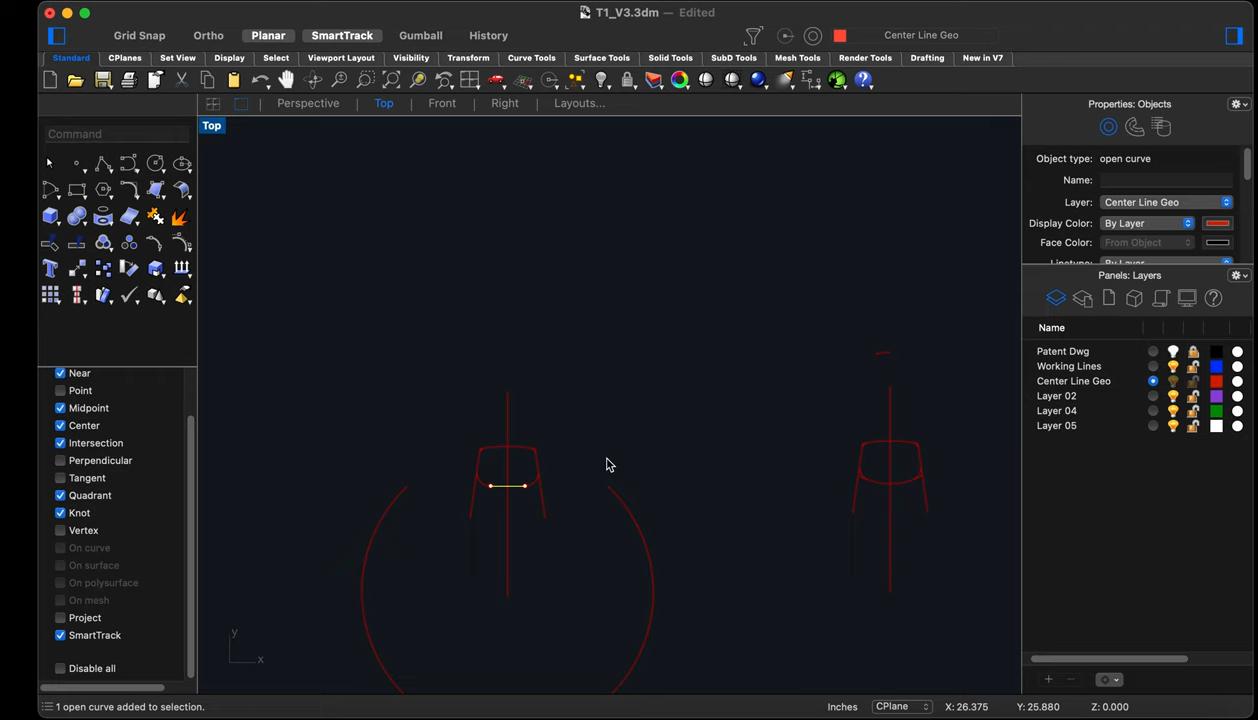 T1_V3.3dm — Edited
Grid Snap Ortho Planar SmartTrack Gumball History Center Line Geo
Standard CPlanes Set View Display Select Viewport Layout Visibility Transform Curve Tools Surface Tools Solid Tools SubD Tools Mesh Tools Render Tools Drafting New in V7
Perspective Top Front Right Layouts...
Top
Command
Near
Point
Midpoint
Center
Intersection
Perpendicular
Tangent
Quadrant
Knot
Vertex
On curve
On surface
On polysurface
On mesh
Project
SmartTrack
Disable all
y
x
Properties: Objects
Object type: open curve
Name:
Layer: Center Line Geo
Display Color: By Layer
Face Color: From Object
Panels: Layers
Name
Patent Dwg
Working Lines
Center Line Geo
Layer 02
Layer 04
Layer 05
1 open curve added to selection. Inches CPlane X: 26.375 Y: 25.880 Z: 0.000